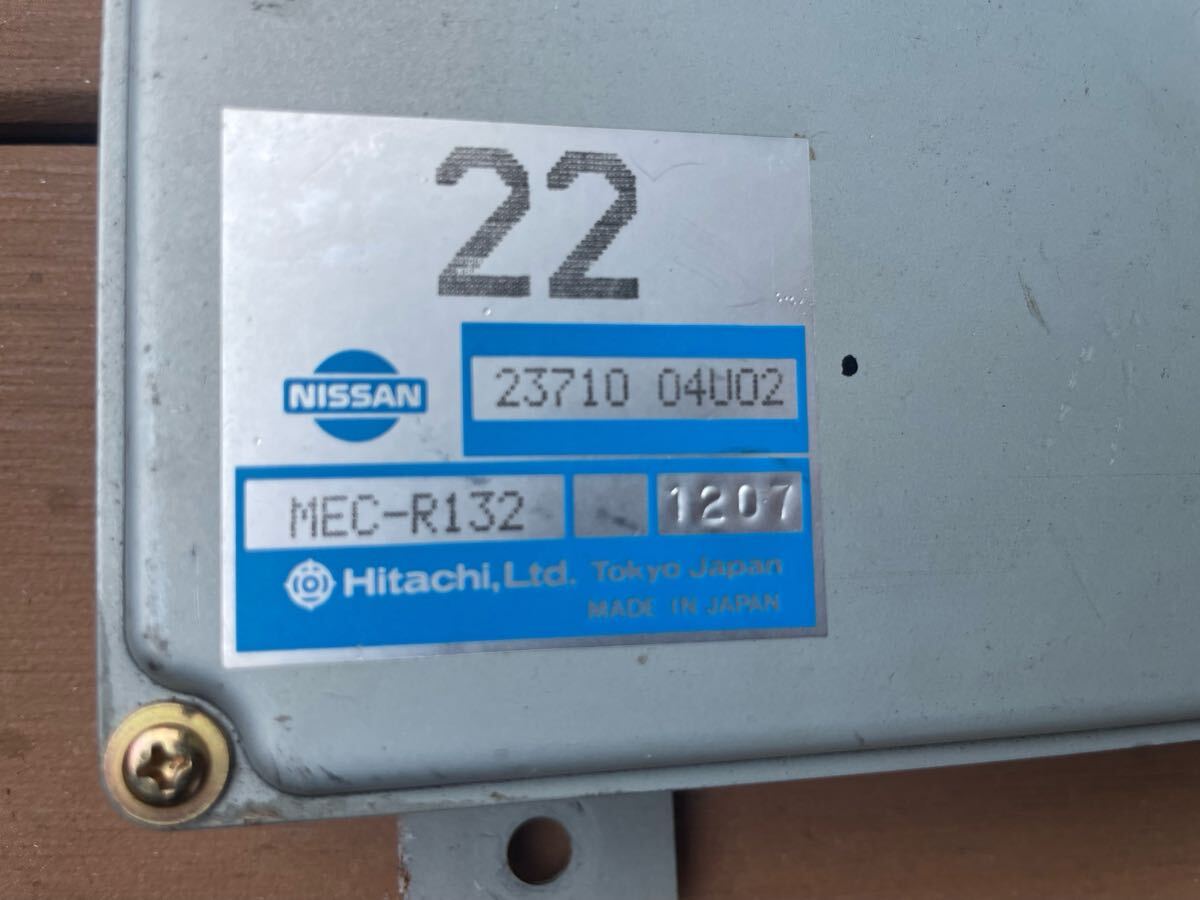 22
NISSAN
23710 04U02
MEC-R132 1207
Hitachi, Ltd. Tokyo Japan
MADE IN JAPAN